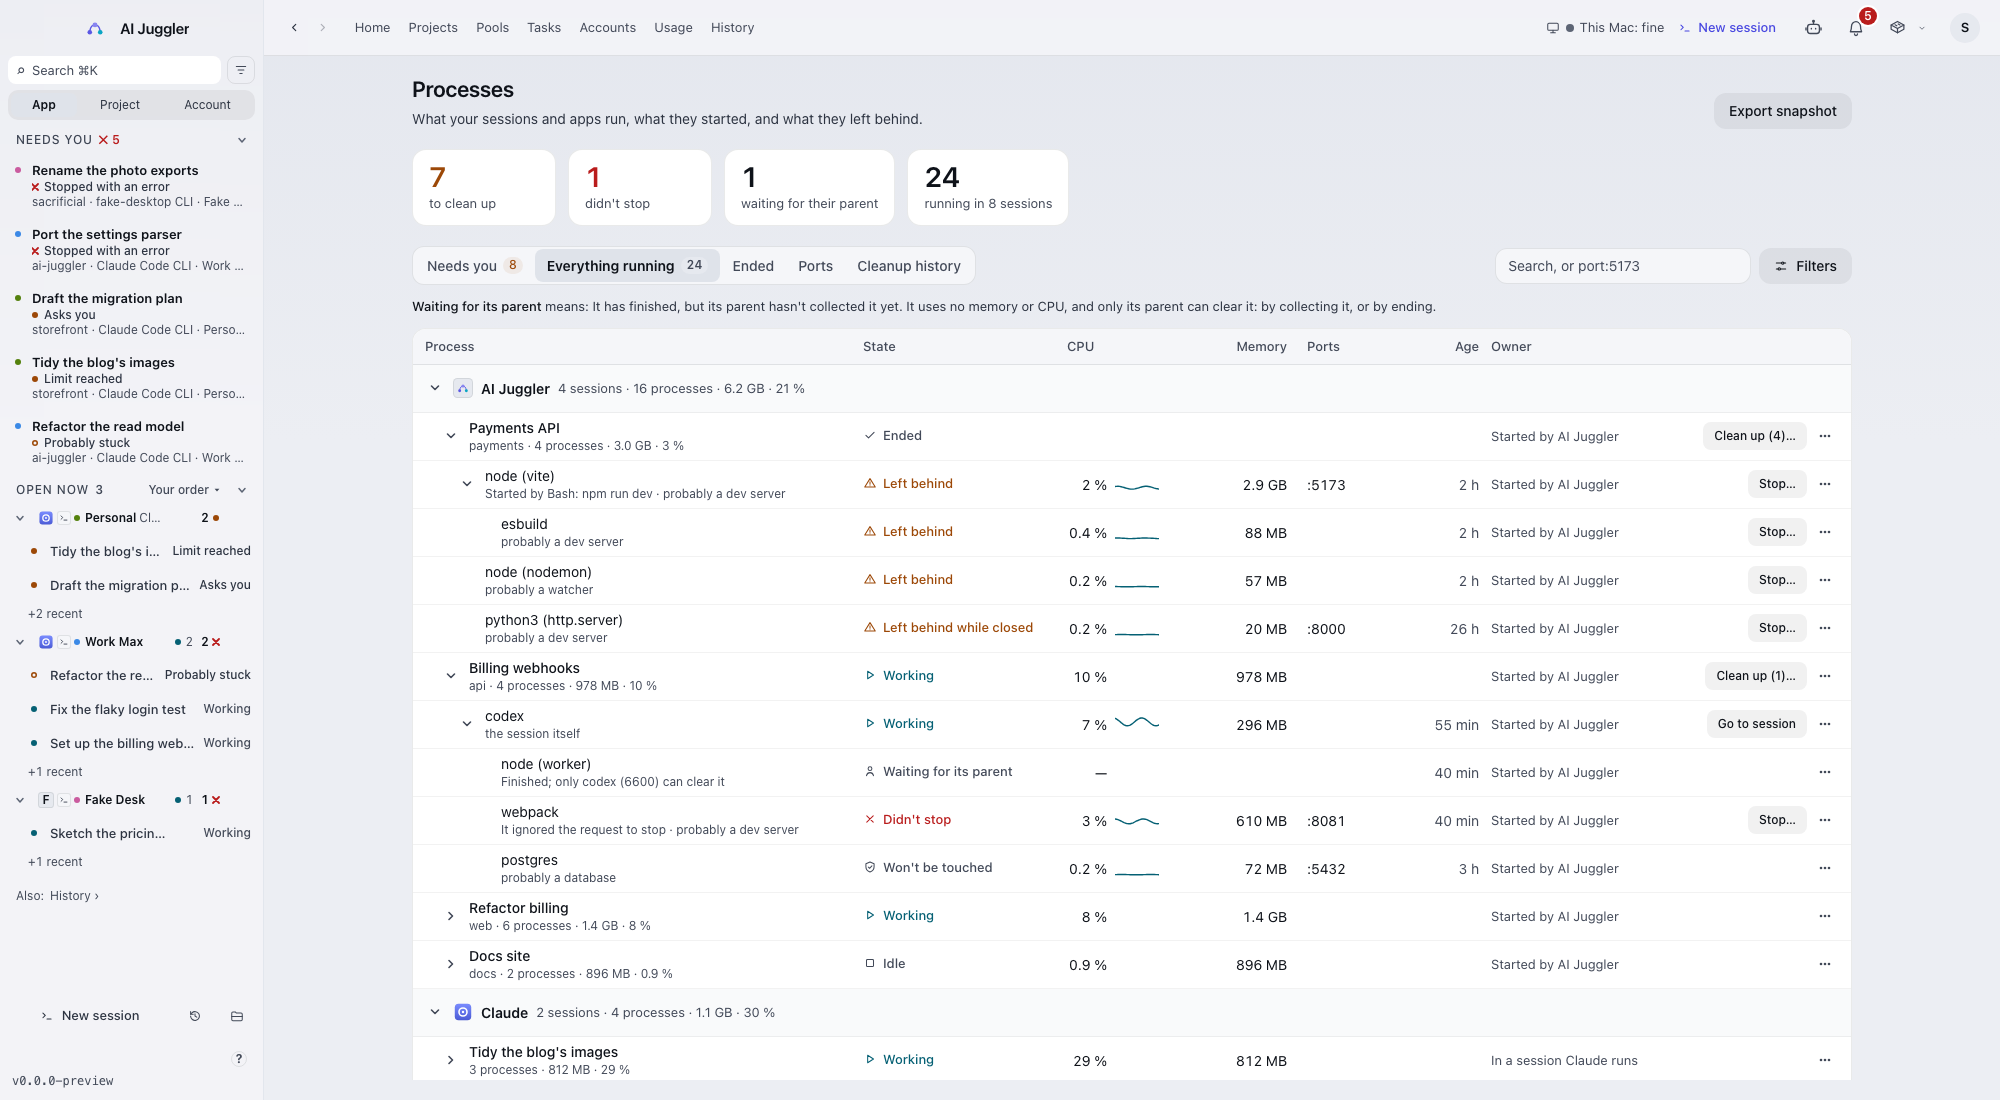 AI Juggler
Search ⌘K
App Project Account
NEEDS YOU 5
Rename the photo exports
Stopped with an error
sacrificial · fake-desktop CLI · Fake ...
Port the settings parser
Stopped with an error
ai-juggler · Claude Code CLI · Work ...
Draft the migration plan
Asks you
storefront · Claude Code CLI · Perso...
Tidy the blog's images
Limit reached
storefront · Claude Code CLI · Perso...
Refactor the read model
Probably stuck
ai-juggler · Claude Code CLI · Work ...
OPEN NOW 3 Your order
Personal Cl... 2
Tidy the blog's i... Limit reached
Draft the migration p... Asks you
+2 recent
Work Max 2 2
Refactor the re... Probably stuck
Fix the flaky login test Working
Set up the billing web... Working
+1 recent
F Fake Desk 1 1
Sketch the pricin... Working
+1 recent
Also: History ›
New session
?
v0.0.0-preview
Home Projects Pools Tasks Accounts Usage History
This Mac: fine New session 5 S
Processes
What your sessions and apps run, what they started, and what they left behind.
Export snapshot
7 to clean up
1 didn't stop
1 waiting for their parent
24 running in 8 sessions
Needs you 8 Everything running 24 Ended Ports Cleanup history
Search, or port:5173 Filters
Waiting for its parent means: It has finished, but its parent hasn't collected it yet. It uses no memory or CPU, and only its parent can clear it: by collecting it, or by ending.
Process State CPU Memory Ports Age Owner
AI Juggler 4 sessions · 16 processes · 6.2 GB · 21 %
Payments API Ended Started by AI Juggler Clean up (4)... ...
payments · 4 processes · 3.0 GB · 3 %
node (vite) Left behind 2 % 2.9 GB :5173 2 h Started by AI Juggler Stop... ...
Started by Bash: npm run dev · probably a dev server
esbuild Left behind 0.4 % 88 MB 2 h Started by AI Juggler Stop... ...
probably a dev server
node (nodemon) Left behind 0.2 % 57 MB 2 h Started by AI Juggler Stop... ...
probably a watcher
python3 (http.server) Left behind while closed 0.2 % 20 MB :8000 26 h Started by AI Juggler Stop... ...
probably a dev server
Billing webhooks Working 10 % 978 MB Started by AI Juggler Clean up (1)... ...
api · 4 processes · 978 MB · 10 %
codex Working 7 % 296 MB 55 min Started by AI Juggler Go to session ...
the session itself
node (worker) Waiting for its parent — 40 min Started by AI Juggler ...
Finished; only codex (6600) can clear it
webpack Didn't stop 3 % 610 MB :8081 40 min Started by AI Juggler Stop... ...
It ignored the request to stop · probably a dev server
postgres Won't be touched 0.2 % 72 MB :5432 3 h Started by AI Juggler ...
probably a database
Refactor billing Working 8 % 1.4 GB Started by AI Juggler ...
web · 6 processes · 1.4 GB · 8 %
Docs site Idle 0.9 % 896 MB Started by AI Juggler ...
docs · 2 processes · 896 MB · 0.9 %
Claude 2 sessions · 4 processes · 1.1 GB · 30 %
Tidy the blog's images Working 29 % 812 MB In a session Claude runs ...
3 processes · 812 MB · 29 %